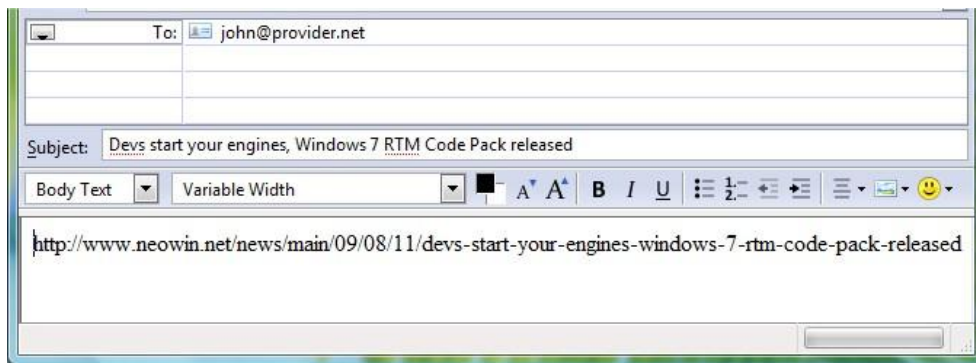 To: john@provider.net
Subject: Devs start your engines, Windows 7 RTM Code Pack released
Body Text Variable Width A A B I U 1. 2.
http://www.neowin.net/news/main/09/08/11/devs-start-your-engines-windows-7-rtm-code-pack-released